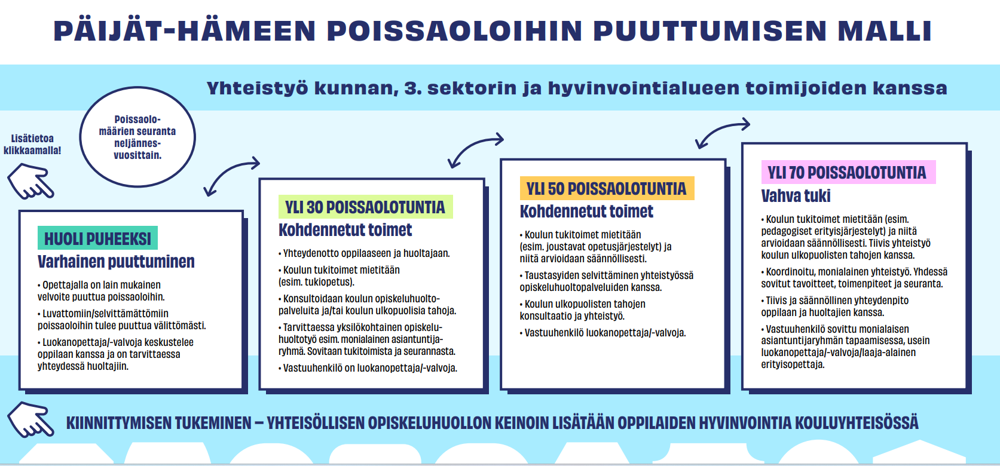 PÄIJÄT-HÄMEEN POISSAOLOIHIN PUUTTUMISEN MALLI
Yhteistyö kunnan, 3. sektorin ja hyvinvointialueen toimijoiden kanssa
Poissaolo-
määrien seuranta
neljännes-
vuosittain.
Lisätietoa
klikkaamalla!
HUOLI PUHEEKSI
Varhainen puuttuminen
• Opettajalla on lain mukainen
velvoite puuttua poissaoloihin.
• Luvattomiin/selvittämättömiin
poissaoloihin tulee puuttua välittömästi.
• Luokanopettaja/-valvoja keskustelee
oppilaan kanssa ja on tarvittaessa
yhteydessä huoltajiin.
YLI 30 POISSAOLOTUNTIA
Kohdennetut toimet
• Yhteydenotto oppilaaseen ja huoltajaan.
• Koulun tukitoimet mietitään
(esim. tukiopetus).
• Konsultoidaan koulun opiskeluhuolto-
palveluita ja/tai koulun ulkopuolisia tahoja.
• Tarvittaessa yksilökohtainen opiskelu-
huoltotyö esim. monialainen asiantuntija-
ryhmä. Sovitaan tukitoimista ja seurannasta.
• Vastuuhenkilö on luokanopettaja/-valvoja.
YLI 50 POISSAOLOTUNTIA
Kohdennetut toimet
• Koulun tukitoimet mietitään
(esim. joustavat opetusjärjestelyt) ja
niitä arvioidaan säännöllisesti.
• Taustasyiden selvittäminen yhteistyössä
opiskeluhuoltopalveluiden kanssa.
• Koulun ulkopuolisten tahojen
konsultaatio ja yhteistyö.
• Vastuuhenkilö luokanopettaja/-valvoja.
YLI 70 POISSAOLOTUNTIA
Vahva tuki
• Koulun tukitoimet mietitään (esim.
pedagogiset erityisjärjestelyt) ja niitä
arvioidaan säännöllisesti. Tiivis yhteistyö
koulun ulkopuolisten tahojen kanssa.
• Koordinoitu, monialainen yhteistyö. Yhdessä
sovitut tavoitteet, toimenpiteet ja seuranta.
• Tiivis ja säännöllinen yhteydenpito
oppilaan ja huoltajien kanssa.
• Vastuuhenkilö sovittu monialaisen
asiantuntijaryhmän tapaamisessa, usein
luokanopettaja/-valvoja/laaja-alainen
erityisopettaja.
KIINNITTYMISEN TUKEMINEN – YHTEISÖLLISEN OPISKELUHUOLLON KEINOIN LISÄTÄÄN OPPILAIDEN HYVINVOINTIA KOULUYHTEISÖSSÄ